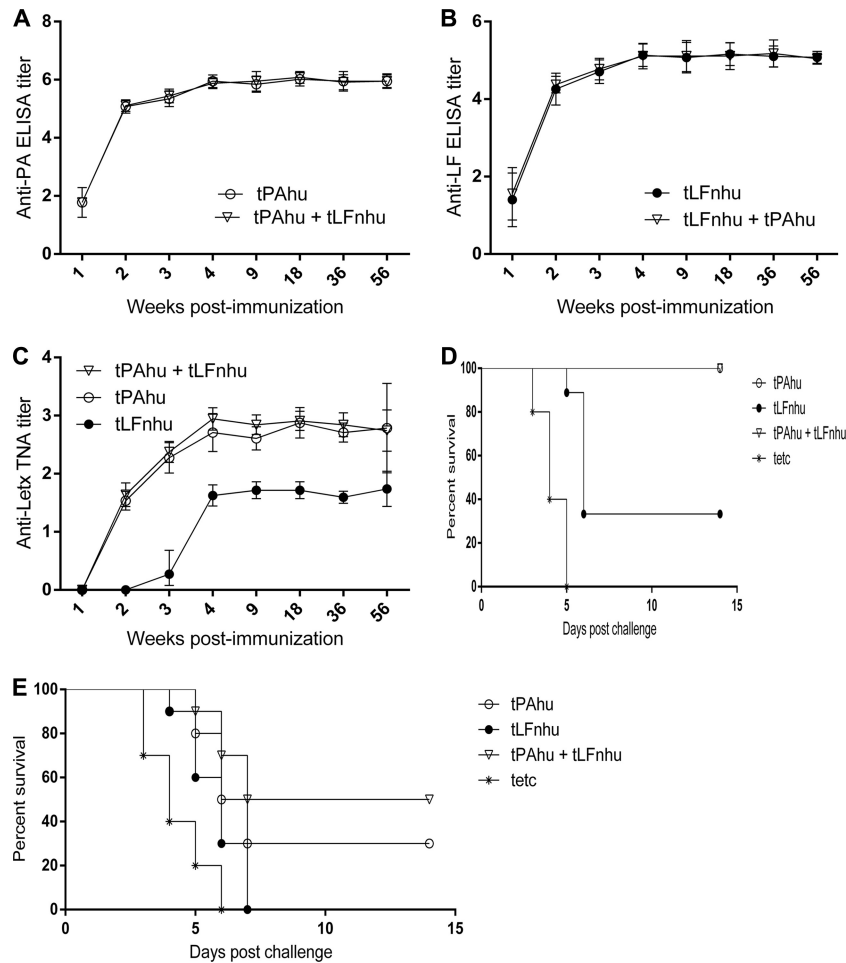 A
Anti-PA ELISA titer
8
6
4
2
0
tPAhu
tPAhu + tLFnhu
1 2 3 4 9 18 36 56
Weeks post-immunization
B
Anti-LF ELISA titer
6
4
2
0
tLFnhu
tLFnhu + tPAhu
1 2 3 4 9 18 36 56
Weeks post-immunization
C
Anti-Letx TNA titer
4
3
2
1
0
tPAhu + tLFnhu
tPAhu
tLFnhu
1 2 3 4 9 18 36 56
Weeks post-immunization
D
Percent survival
100
80
60
40
20
0
0 5 10 15
Days post challenge
tPAhu
tLFnhu
tPAhu + tLFnhu
tetc
E
Percent survival
100
80
60
40
20
0
0 5 10 15
Days post challenge
tPAhu
tLFnhu
tPAhu + tLFnhu
tetc